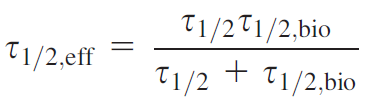 τ1/2,eff = τ1/2τ1/2,bio / τ1/2 + τ1/2,bio